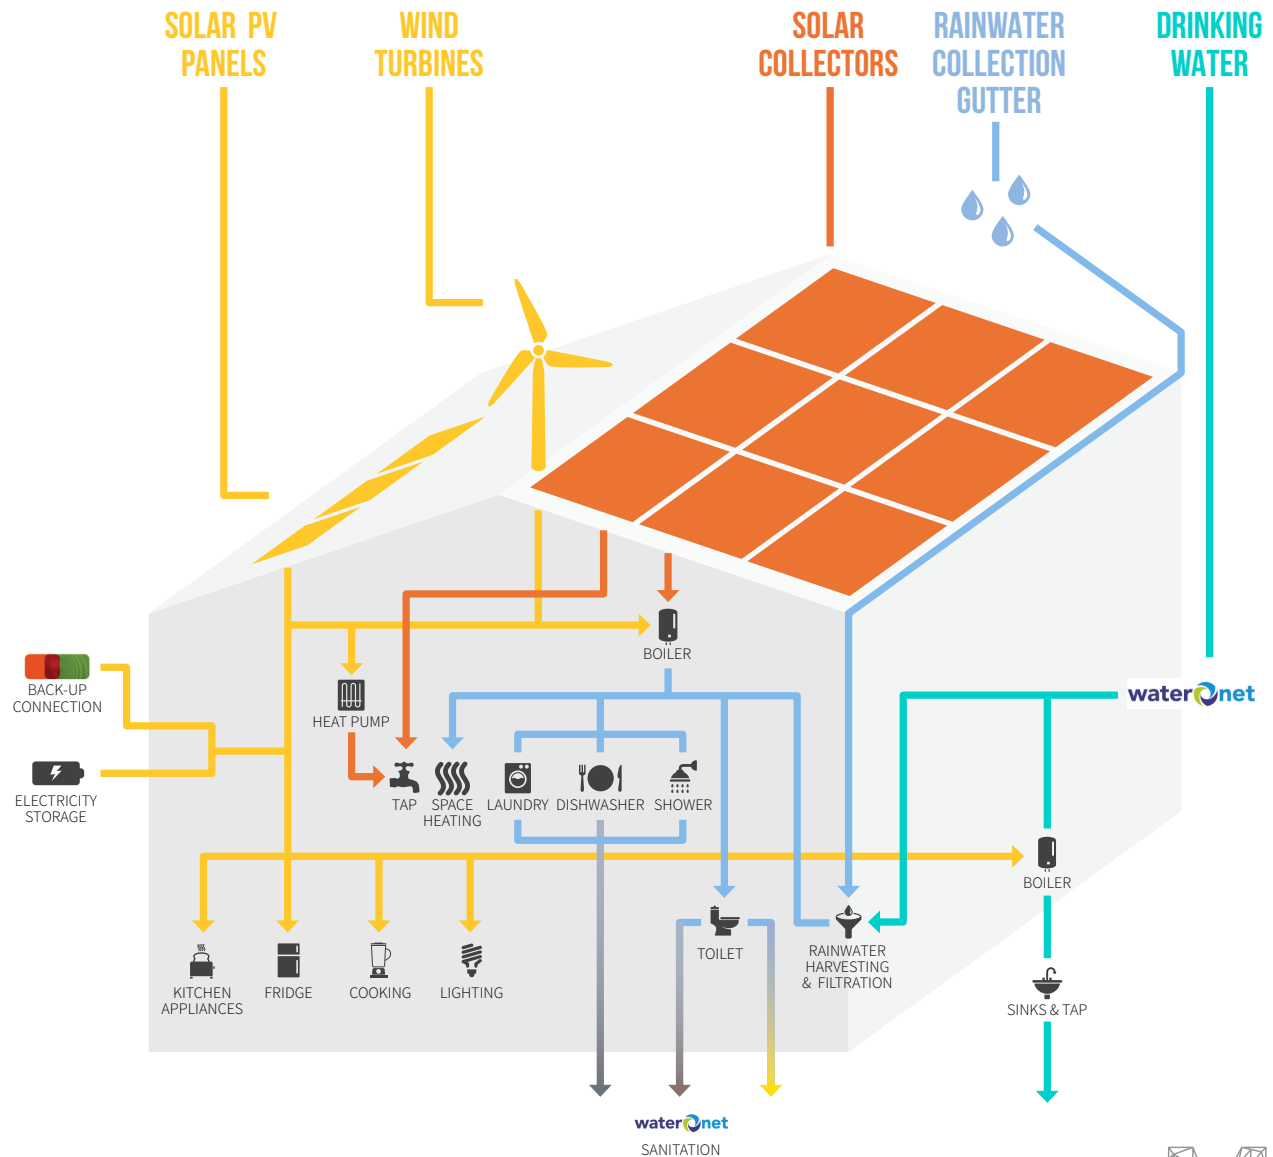 SOLAR PV
PANELS
WIND
TURBINES
SOLAR
COLLECTORS
RAINWATER
COLLECTION
GUTTER
DRINKING
WATER
BOILER
BACK-UP
CONNECTION
HEAT PUMP
waternet
ELECTRICITY
STORAGE
TAP
SPACE
HEATING
LAUNDRY
DISHWASHER
SHOWER
BOILER
TOILET
RAINWATER
HARVESTING
& FILTRATION
KITCHEN
APPLIANCES
FRIDGE
COOKING
LIGHTING
SINKS & TAP
waternet
SANITATION